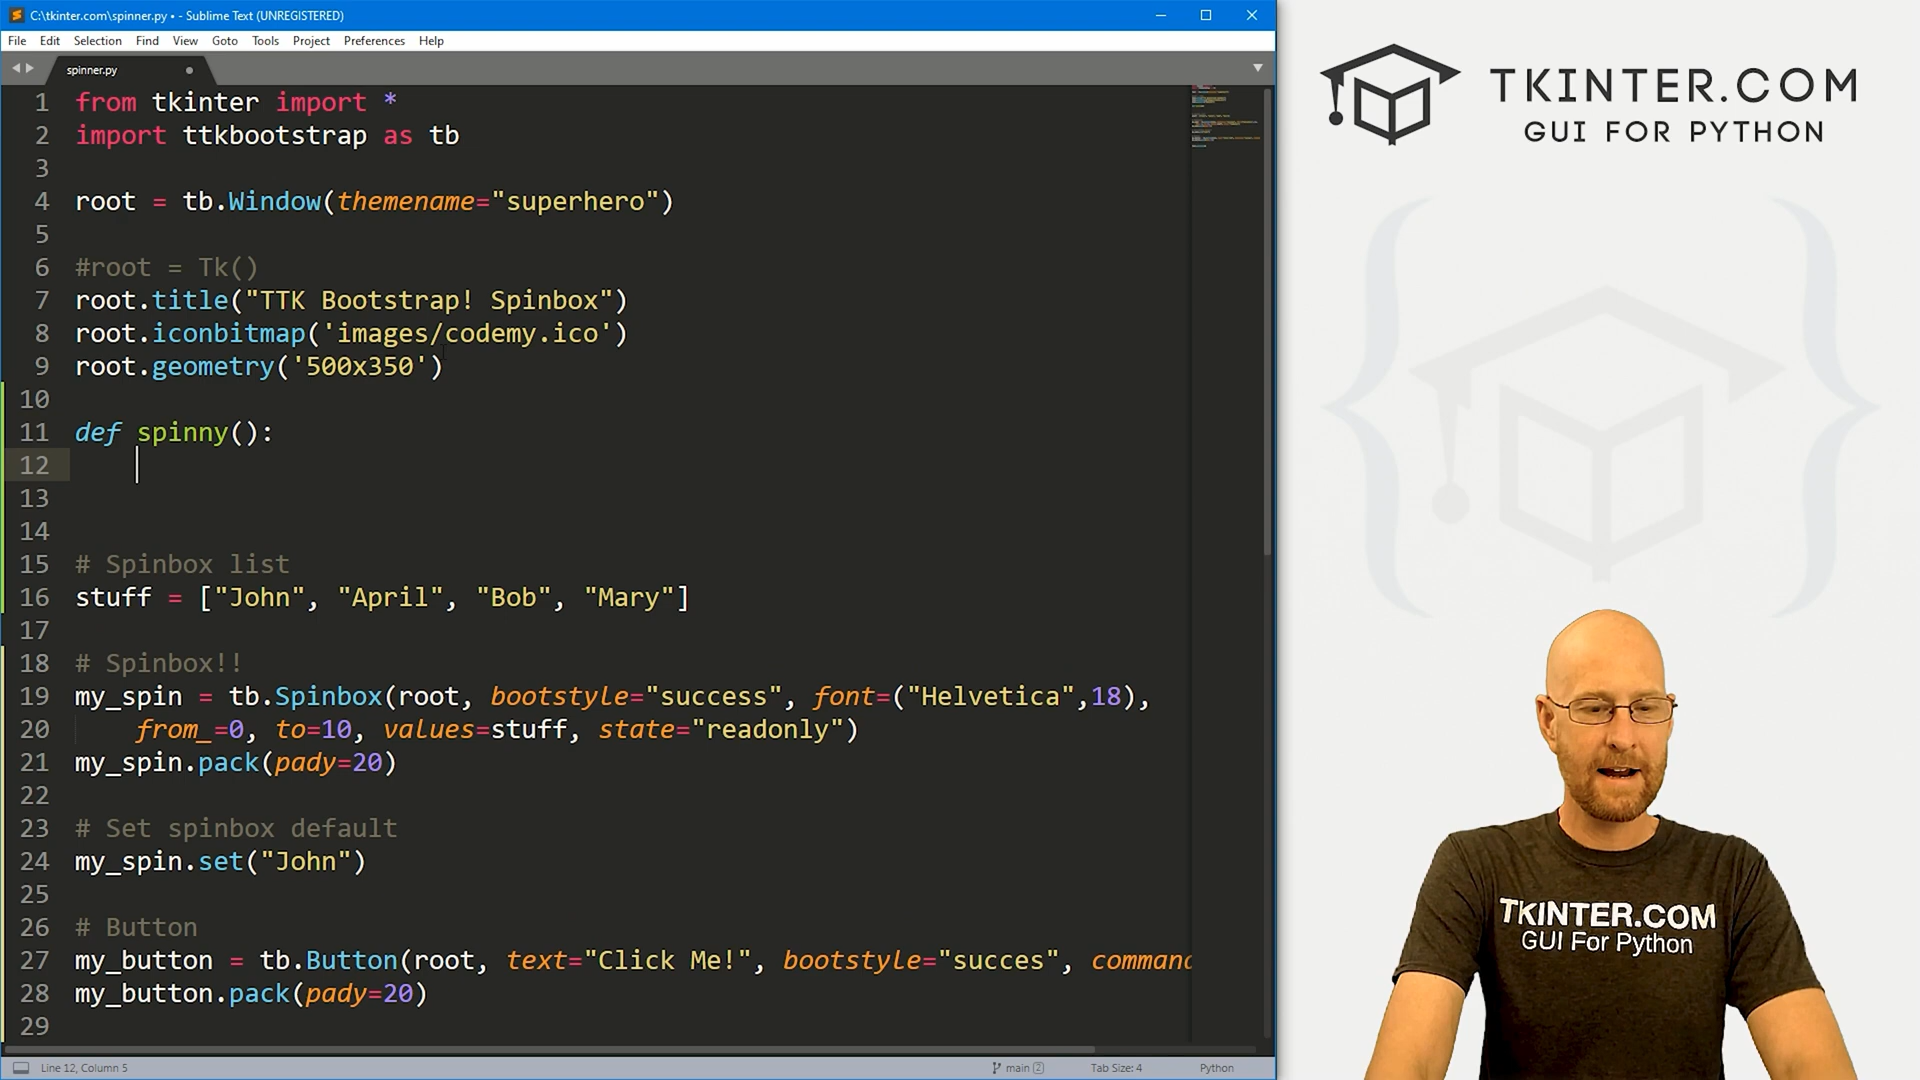 C:\tkinter.com\spinner.py • - Sublime Text (UNREGISTERED)
File Edit Selection Find View Goto Tools Project Preferences Help
spinner.py
1 from tkinter import *
2 import ttkbootstrap as tb
3
4 root = tb.Window(themename="superhero")
5
6 #root = Tk()
7 root.title("TTK Bootstrap! Spinbox")
8 root.iconbitmap('images/codemy.ico')
9 root.geometry('500x350')
10
11 def spinny():
12
13
14
15 # Spinbox list
16 stuff = ["John", "April", "Bob", "Mary"]
17
18 # Spinbox!!
19 my_spin = tb.Spinbox(root, bootstyle="success", font=("Helvetica",18),
20 from_=0, to=10, values=stuff, state="readonly")
21 my_spin.pack(pady=20)
22
23 # Set spinbox default
24 my_spin.set("John")
25
26 # Button
27 my_button = tb.Button(root, text="Click Me!", bootstyle="succes", comman
28 my_button.pack(pady=20)
29
Line 12, Column 5
main 2
Tab Size: 4
Python
TKINTER.COM
GUI FOR PYTHON
TKINTER.COM
GUI For Python